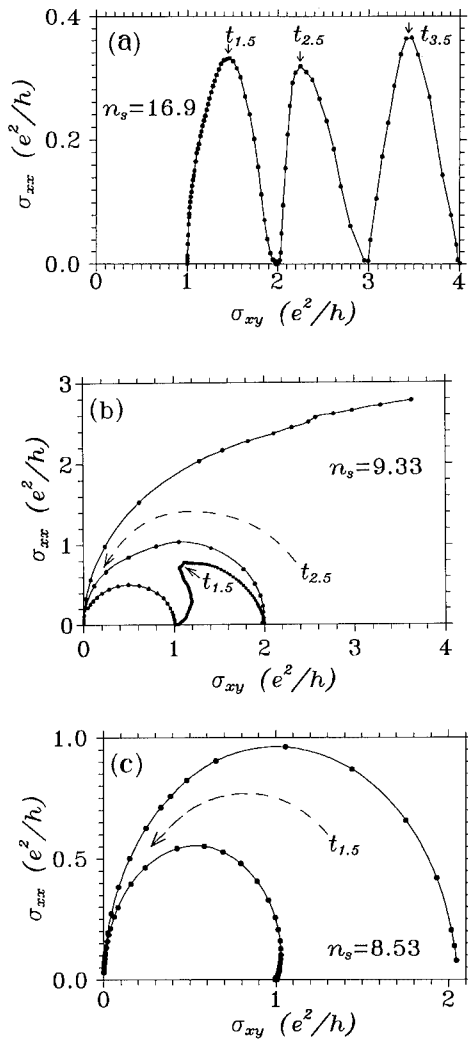 0.4
(a)
t1.5
t2.5
t3.5
ns=16.9
0.2
σxx (e²/h)
0.0
0 1 2 3 4
σxy (e²/h)
3
(b)
2
ns=9.33
σxx (e²/h)
1
t2.5
t1.5
0
0 1 2 3 4
σxy (e²/h)
1.0
(c)
0.5
t1.5
σxx (e²/h)
ns=8.53
0.0
0 1 2
σxy (e²/h)